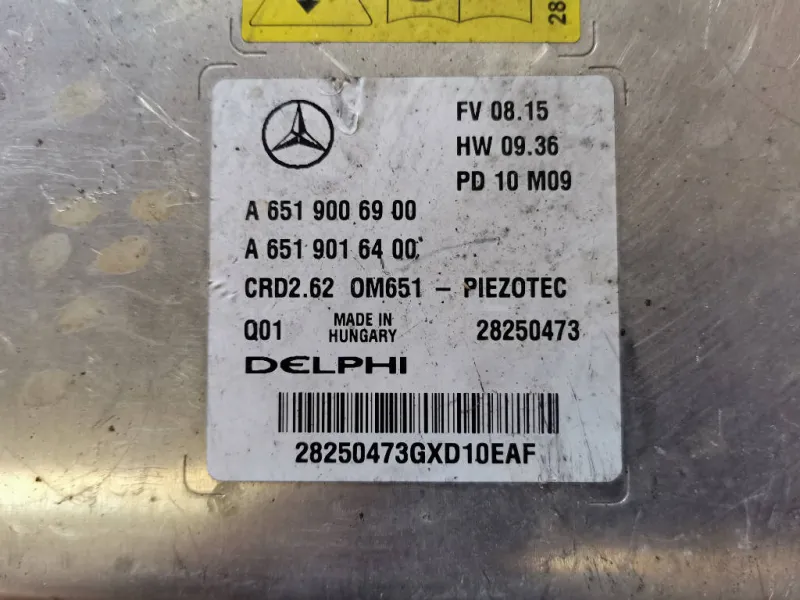 28
FV 08.15
HW 09.36
PD 10 M09
A 651 900 69 00
A 651 901 64 00
CRD2.62 OM651 - PIEZOTEC
Q01 MADE IN HUNGARY 28250473
DELPHI
28250473GXD10EAF